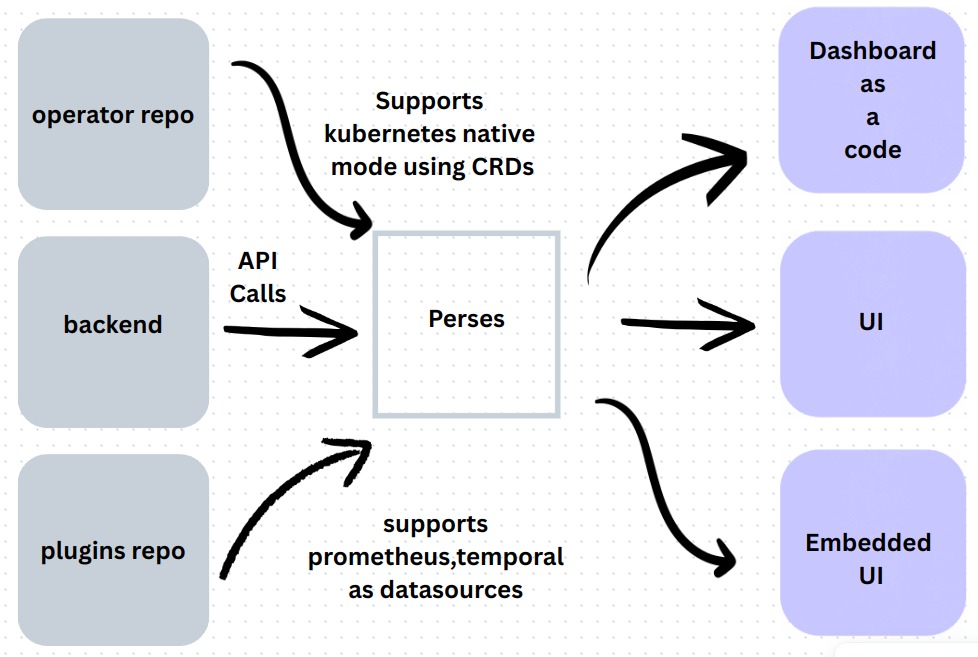 operator repo
Supports
kubernetes native
mode using CRDs
Dashboard
as
a
code
backend
API
Calls
Perses
UI
plugins repo
supports
prometheus,temporal
as datasources
Embedded
UI